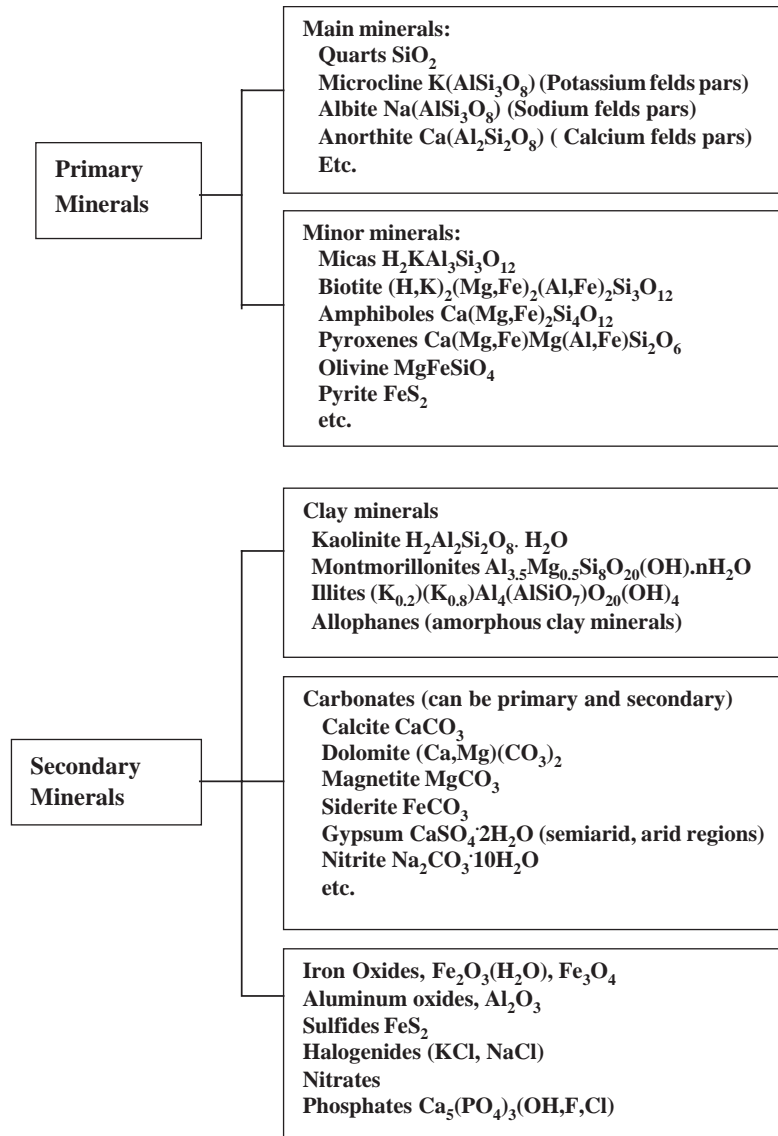 Primary
Minerals
Main minerals:
Quarts SiO₂
Microcline K(AlSi₃O₈) (Potassium felds pars)
Albite Na(AlSi₃O₈) (Sodium felds pars)
Anorthite Ca(Al₂Si₂O₈) ( Calcium felds pars)
Etc.
Minor minerals:
Micas H₂KAl₃Si₃O₁₂
Biotite (H,K)₂(Mg,Fe)₂(Al,Fe)₂Si₃O₁₂
Amphiboles Ca(Mg,Fe)₂Si₄O₁₂
Pyroxenes Ca(Mg,Fe)Mg(Al,Fe)Si₂O₆
Olivine MgFeSiO₄
Pyrite FeS₂
etc.
Secondary
Minerals
Clay minerals
Kaolinite H₂Al₂Si₂O₈. H₂O
Montmorillonites Al₃.₅Mg₀.₅Si₈O₂₀(OH).nH₂O
Illites (K₀.₂)(K₀.₈)Al₄(AlSiO₇)O₂₀(OH)₄
Allophanes (amorphous clay minerals)
Carbonates (can be primary and secondary)
Calcite CaCO₃
Dolomite (Ca,Mg)(CO₃)₂
Magnetite MgCO₃
Siderite FeCO₃
Gypsum CaSO₄·2H₂O (semiarid, arid regions)
Nitrite Na₂CO₃·10H₂O
etc.
Iron Oxides, Fe₂O₃(H₂O), Fe₃O₄
Aluminum oxides, Al₂O₃
Sulfides FeS₂
Halogenides (KCl, NaCl)
Nitrates
Phosphates Ca₅(PO₄)₃(OH,F,Cl)